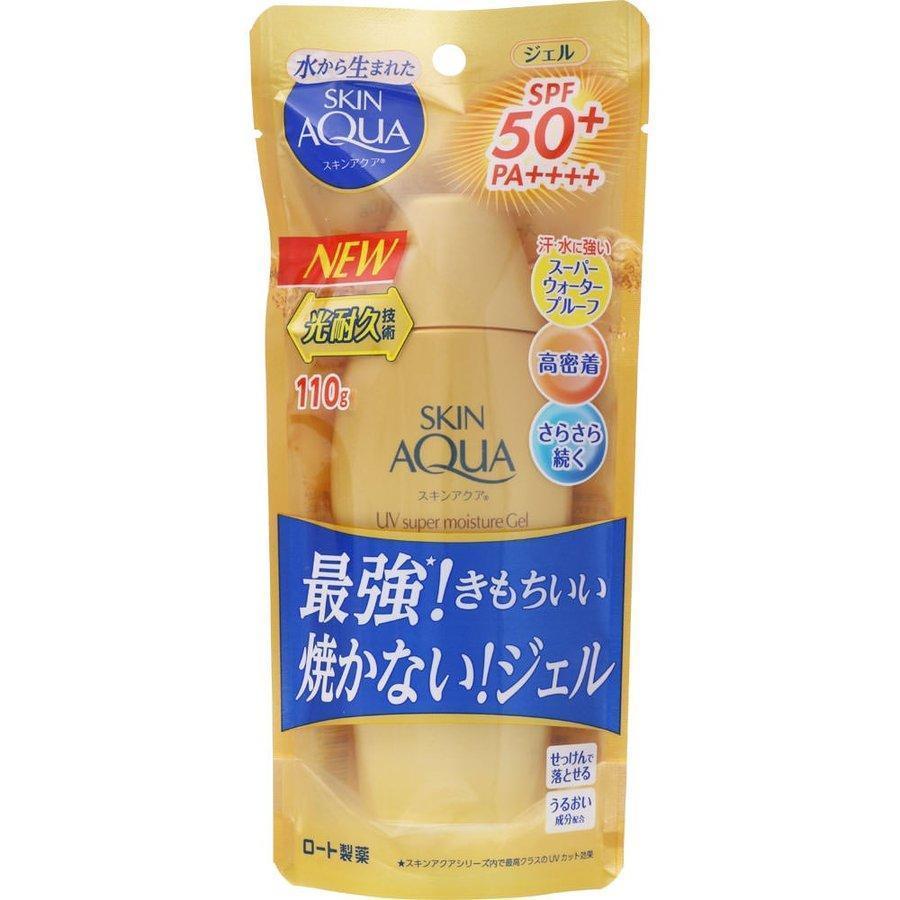 水から生まれた
SKIN
AQUA
スキンアクア®
ジェル
SPF
50+
PA++++
NEW
光耐久技術
110g
汗・水に強い
スーパー
ウォーター
プルーフ
高密着
さらさら
続く
SKIN
AQUA
スキンアクア®
UV super moisture Gel
最強★!きもちいい
焼かない!ジェル
せっけんで
落とせる
うるおい
成分配合
ロート製薬
★スキンアクアシリーズ内で最高クラスのUVカット効果